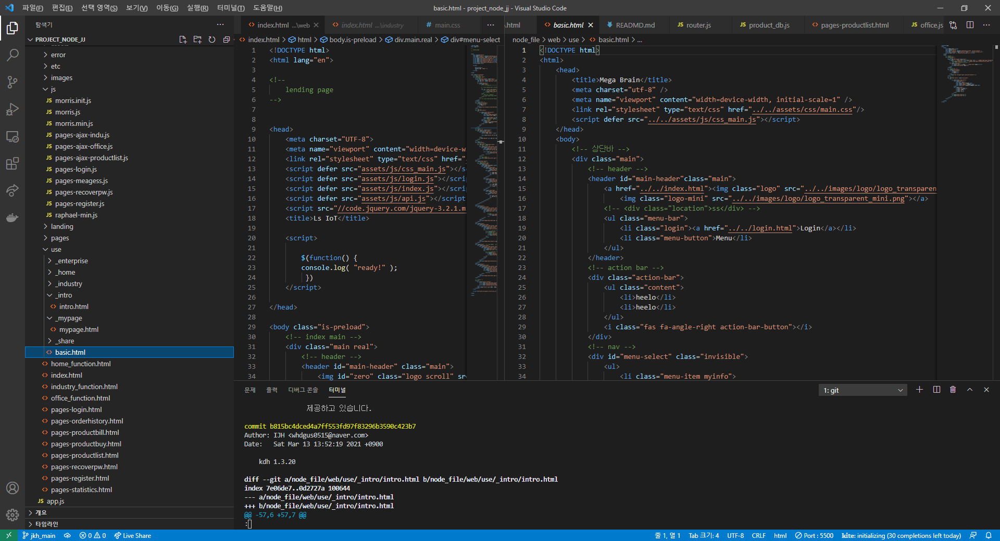 파일(F) 편집(E) 선택 영역(S) 보기(V) 이동(G) 실행(R) 터미널(T) 도움말(H)
basic.html - project_node_jj - Visual Studio Code
탐색기
PROJECT_NODE_JJ
error
etc
images
js
JS morris.init.js
JS morris.js
JS morris.min.js
JS pages-ajax-indu.js
JS pages-ajax-office.js
JS pages-ajax-productlist.js
JS pages-login.js
JS pages-meagess.js
JS pages-recoverpw.js
JS pages-register.js
JS raphael-min.js
landing
pages
use
_enterprise
_home
_industry
_intro
intro.html
_mypage
mypage.html
_share
basic.html
home_function.html
index.html
industry_function.html
office_function.html
pages-login.html
pages-orderhistory.html
pages-productbill.html
pages-productbuy.html
pages-productlist.html
pages-recoverpw.html
pages-register.html
pages-statistics.html
JS app.js
개요
타임라인
index.html ...\web index.html ...\industry # main.css
index.html > html > body.is-preload > div.main.real > div#menu-select
1 <!DOCTYPE html>
2 <html lang="en">
3
4 <!--
5 lending page
6 -->
7
8
9 <head>
10 <meta charset="UTF-8">
11 <meta name="viewport" content="width=device-w
12 <link rel="stylesheet" type="text/css" href="
13 <script defer src="assets/js/css_main.js"></s
14 <script defer src="assets/js/login.js"></scri
15 <script defer src="assets/js/index.js"></scri
16 <script defer src="assets/js/api.js"></script
17 <script src="//code.jquery.com/jquery-3.2.1.m
18 <title>Ls IoT</title>
19
20 <script>
21
22 $(function() {
23 console.log( "ready!" );
24 })
25 </script>
26
27 </head>
28
29 <body class="is-preload">
30 <!-- index main -->
31 <div class="main real">
32 <!-- header -->
33 <header id="main-header" class="main">
34 <img id="zero" class="logo scroll" sr
.html basic.html README.md JS router.js JS product_db.js pages-productlist.html JS office.js
node_file > web > use > basic.html > ...
1 <!DOCTYPE html>
2 <html>
3 <head>
4 <title>Mega Brain</title>
5 <meta charset="utf-8" />
6 <meta name="viewport" content="width=device-width, initial-scale=1" />
7 <link rel="stylesheet" type="text/css" href="../../assets/css/main.css"/>
8 <script defer src="../../assets/js/css_main.js"></script>
9 </head>
10 <body>
11 <!-- 상단바 -->
12 <div class="main">
13 <!-- header -->
14 <header id="main-header"class="main">
15 <a href="../../index.html"><img class="logo" src="../../images/logo/logo_transparen
16 <img class="logo-mini" src="../../images/logo/logo_transparent_mini.png"></a>
17 <!-- <div class="location">ss</div> -->
18 <ul class="menu-bar">
19 <li class="login"><a href="../../login.html">Login</a></li>
20 <li class="menu-button">Menu</li>
21 </ul>
22 </header>
23 <!-- action bar -->
24 <div class="action-bar">
25 <ul class="content">
26 <li>heelo</li>
27 <li>heelo</li>
28 </ul>
29 <i class="fas fa-angle-right action-bar-button"></i>
30 </div>
31 <!-- nav -->
32 <div id="menu-select" class="invisible">
33 <ul>
34 <li class="menu-item myinfo">
문제 출력 디버그 콘솔 터미널
1: git
제공하고 있습니다.
commit b815bc4dced4a7ff553fd97f83296b3590c423b7
Author: IJH <whdgus0515@naver.com>
Date: Sat Mar 13 13:52:19 2021 +0900
kdh 1.3.20
diff --git a/node_file/web/use/_intro/intro.html b/node_file/web/use/_intro/intro.html
index 7e06de7..0d2727a 100644
--- a/node_file/web/use/_intro/intro.html
+++ b/node_file/web/use/_intro/intro.html
@@ -57,6 +57,7 @@
:
jkh_main 0 0 Live Share
줄 1, 열 1 Tab 크기: 4 UTF-8 CRLF html Port : 5500 kite: initializing (30 completions left today)